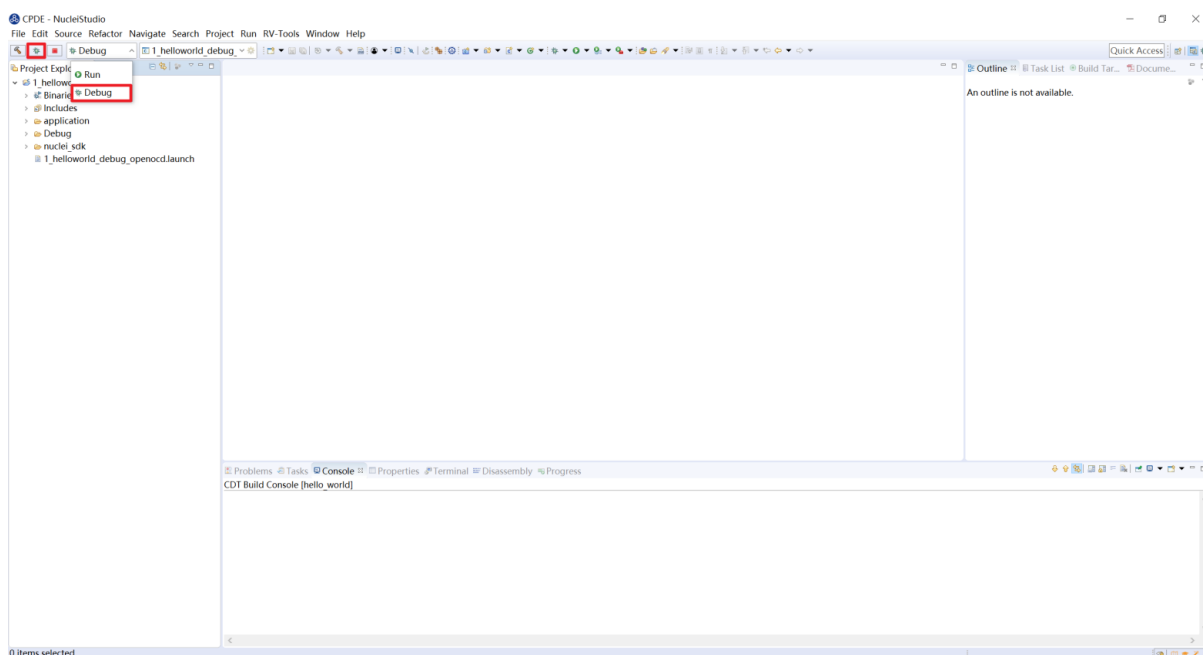 CPDE - NucleiStudio
File Edit Source Refactor Navigate Search Project Run RV-Tools Window Help
Debug 1_helloworld_debug_ Quick Access
Project Explo
Run
Debug
1_hellow
Binarie
Includes
application
Debug
nuclei_sdk
1_helloworld_debug_openocd.launch
Outline Task List Build Tar... Docume...
An outline is not available.
Problems Tasks Console Properties Terminal Disassembly Progress
CDT Build Console [hello_world]
0 items selected